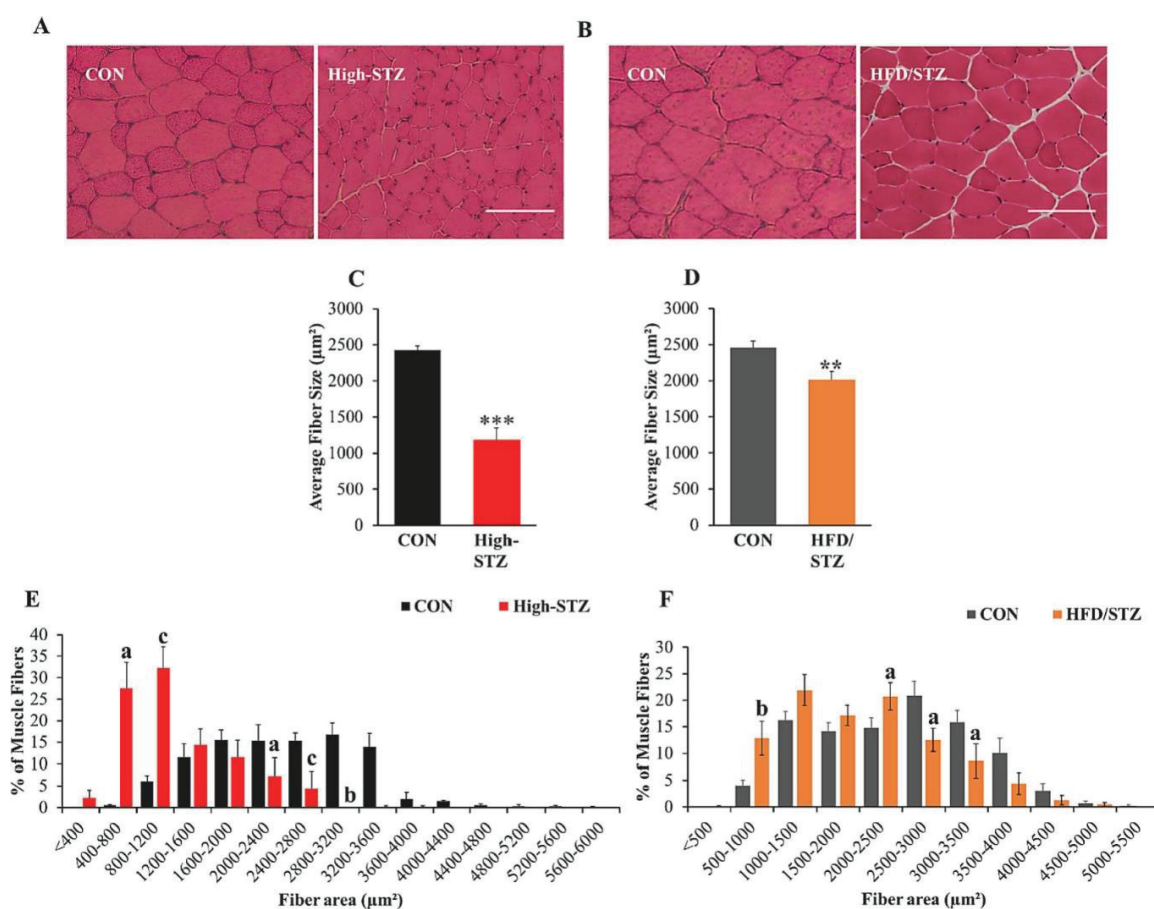 A
B
CON
High-STZ
CON
HFD/STZ
C
D
Average Fiber Size (µm²)
3000
2500
2000
1500
1000
500
0
***
CON
High-
STZ
Average Fiber Size (µm²)
3000
2500
2000
1500
1000
500
0
**
CON
HFD/
STZ
E
CON
High-STZ
% of Muscle Fibers
40
35
30
25
20
15
10
5
0
a
c
a
c
b
<400
400-800
800-1200
1200-1600
1600-2000
2000-2400
2400-2800
2800-3200
3200-3600
3600-4000
4000-4400
4400-4800
4800-5200
5200-5600
5600-6000
Fiber area (µm²)
F
CON
HFD/STZ
% of Muscle Fibers
30
25
20
15
10
5
0
b
a
a
a
<500
500-1000
1000-1500
1500-2000
2000-2500
2500-3000
3000-3500
3500-4000
4000-4500
4500-5000
5000-5500
Fiber area (µm²)